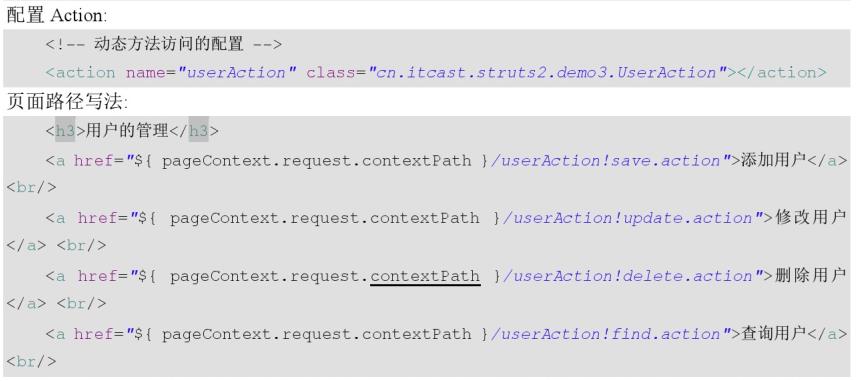 配置 Action:
<!-- 动态方法访问的配置 -->
<action name="userAction" class="cn.itcast.struts2.demo3.UserAction"></action>
页面路径写法:
<h3>用户的管理</h3>
<a href="${ pageContext.request.contextPath }/userAction!save.action">添加用户</a>
<br/>
<a href="${ pageContext.request.contextPath }/userAction!update.action">修改用户
</a> <br/>
<a href="${ pageContext.request.contextPath }/userAction!delete.action">删除用户
</a> <br/>
<a href="${ pageContext.request.contextPath }/userAction!find.action">查询用户</a>
<br/>